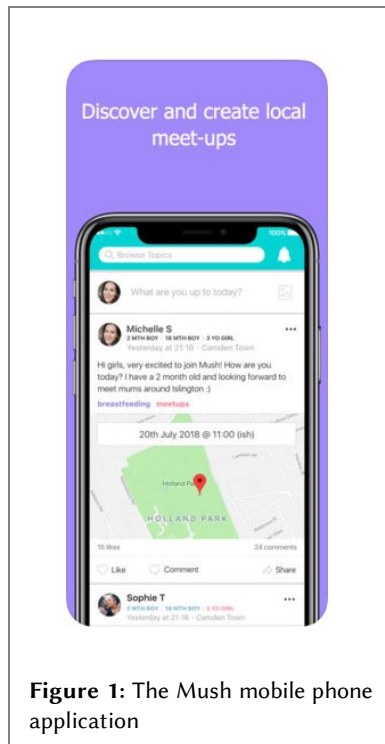 Discover and create local
meet-ups
100%
Browse Topics
What are you up to today?
Michelle S
2 MTH BOY | 18 MTH BOY | 3 YO GIRL
Yesterday at 21:16 · Camden Town
Hi girls, very excited to join Mush! How are you
today? I have a 2 month old and looking forward to
meet mums around Islington :)
breastfeeding meetups
20th July 2018 @ 11:00 (ish)
Holland Park
HOLLAND PARK
15 likes 24 comments
Like Comment Share
Sophie T
2 MTH BOY | 18 MTH BOY | 3 YO GIRL
Yesterday at 21:16 · Camden Town
Figure 1: The Mush mobile phone
application